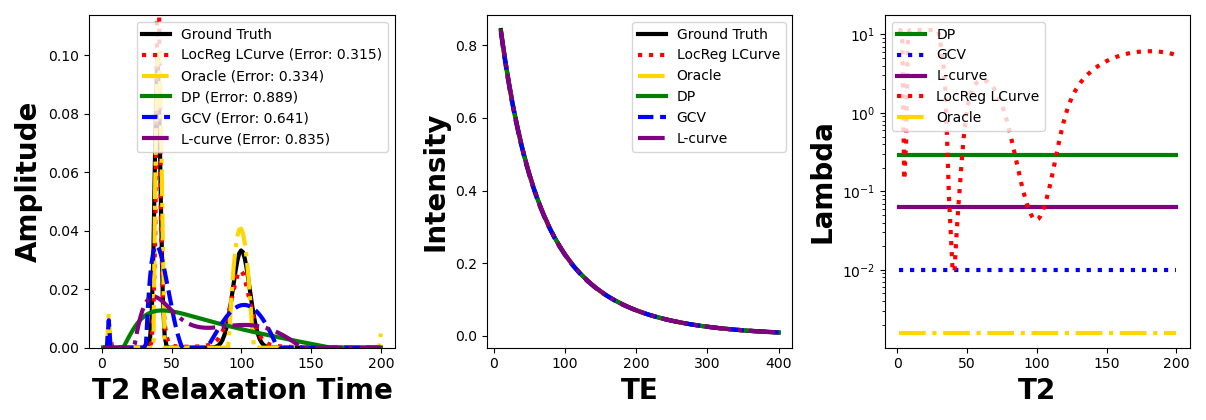 Amplitude
0.10
0.08
0.06
0.04
0.02
0.00
0
50
100
150
200
T2 Relaxation Time
Ground Truth
LocReg LCurve (Error: 0.315)
Oracle (Error: 0.334)
DP (Error: 0.889)
GCV (Error: 0.641)
L-curve (Error: 0.835)
Intensity
0.8
0.6
0.4
0.2
0.0
0
100
200
300
400
TE
Ground Truth
LocReg LCurve
Oracle
DP
GCV
L-curve
Lambda
10¹
10⁰
10⁻¹
10⁻²
0
50
100
150
200
T2
DP
GCV
L-curve
LocReg LCurve
Oracle